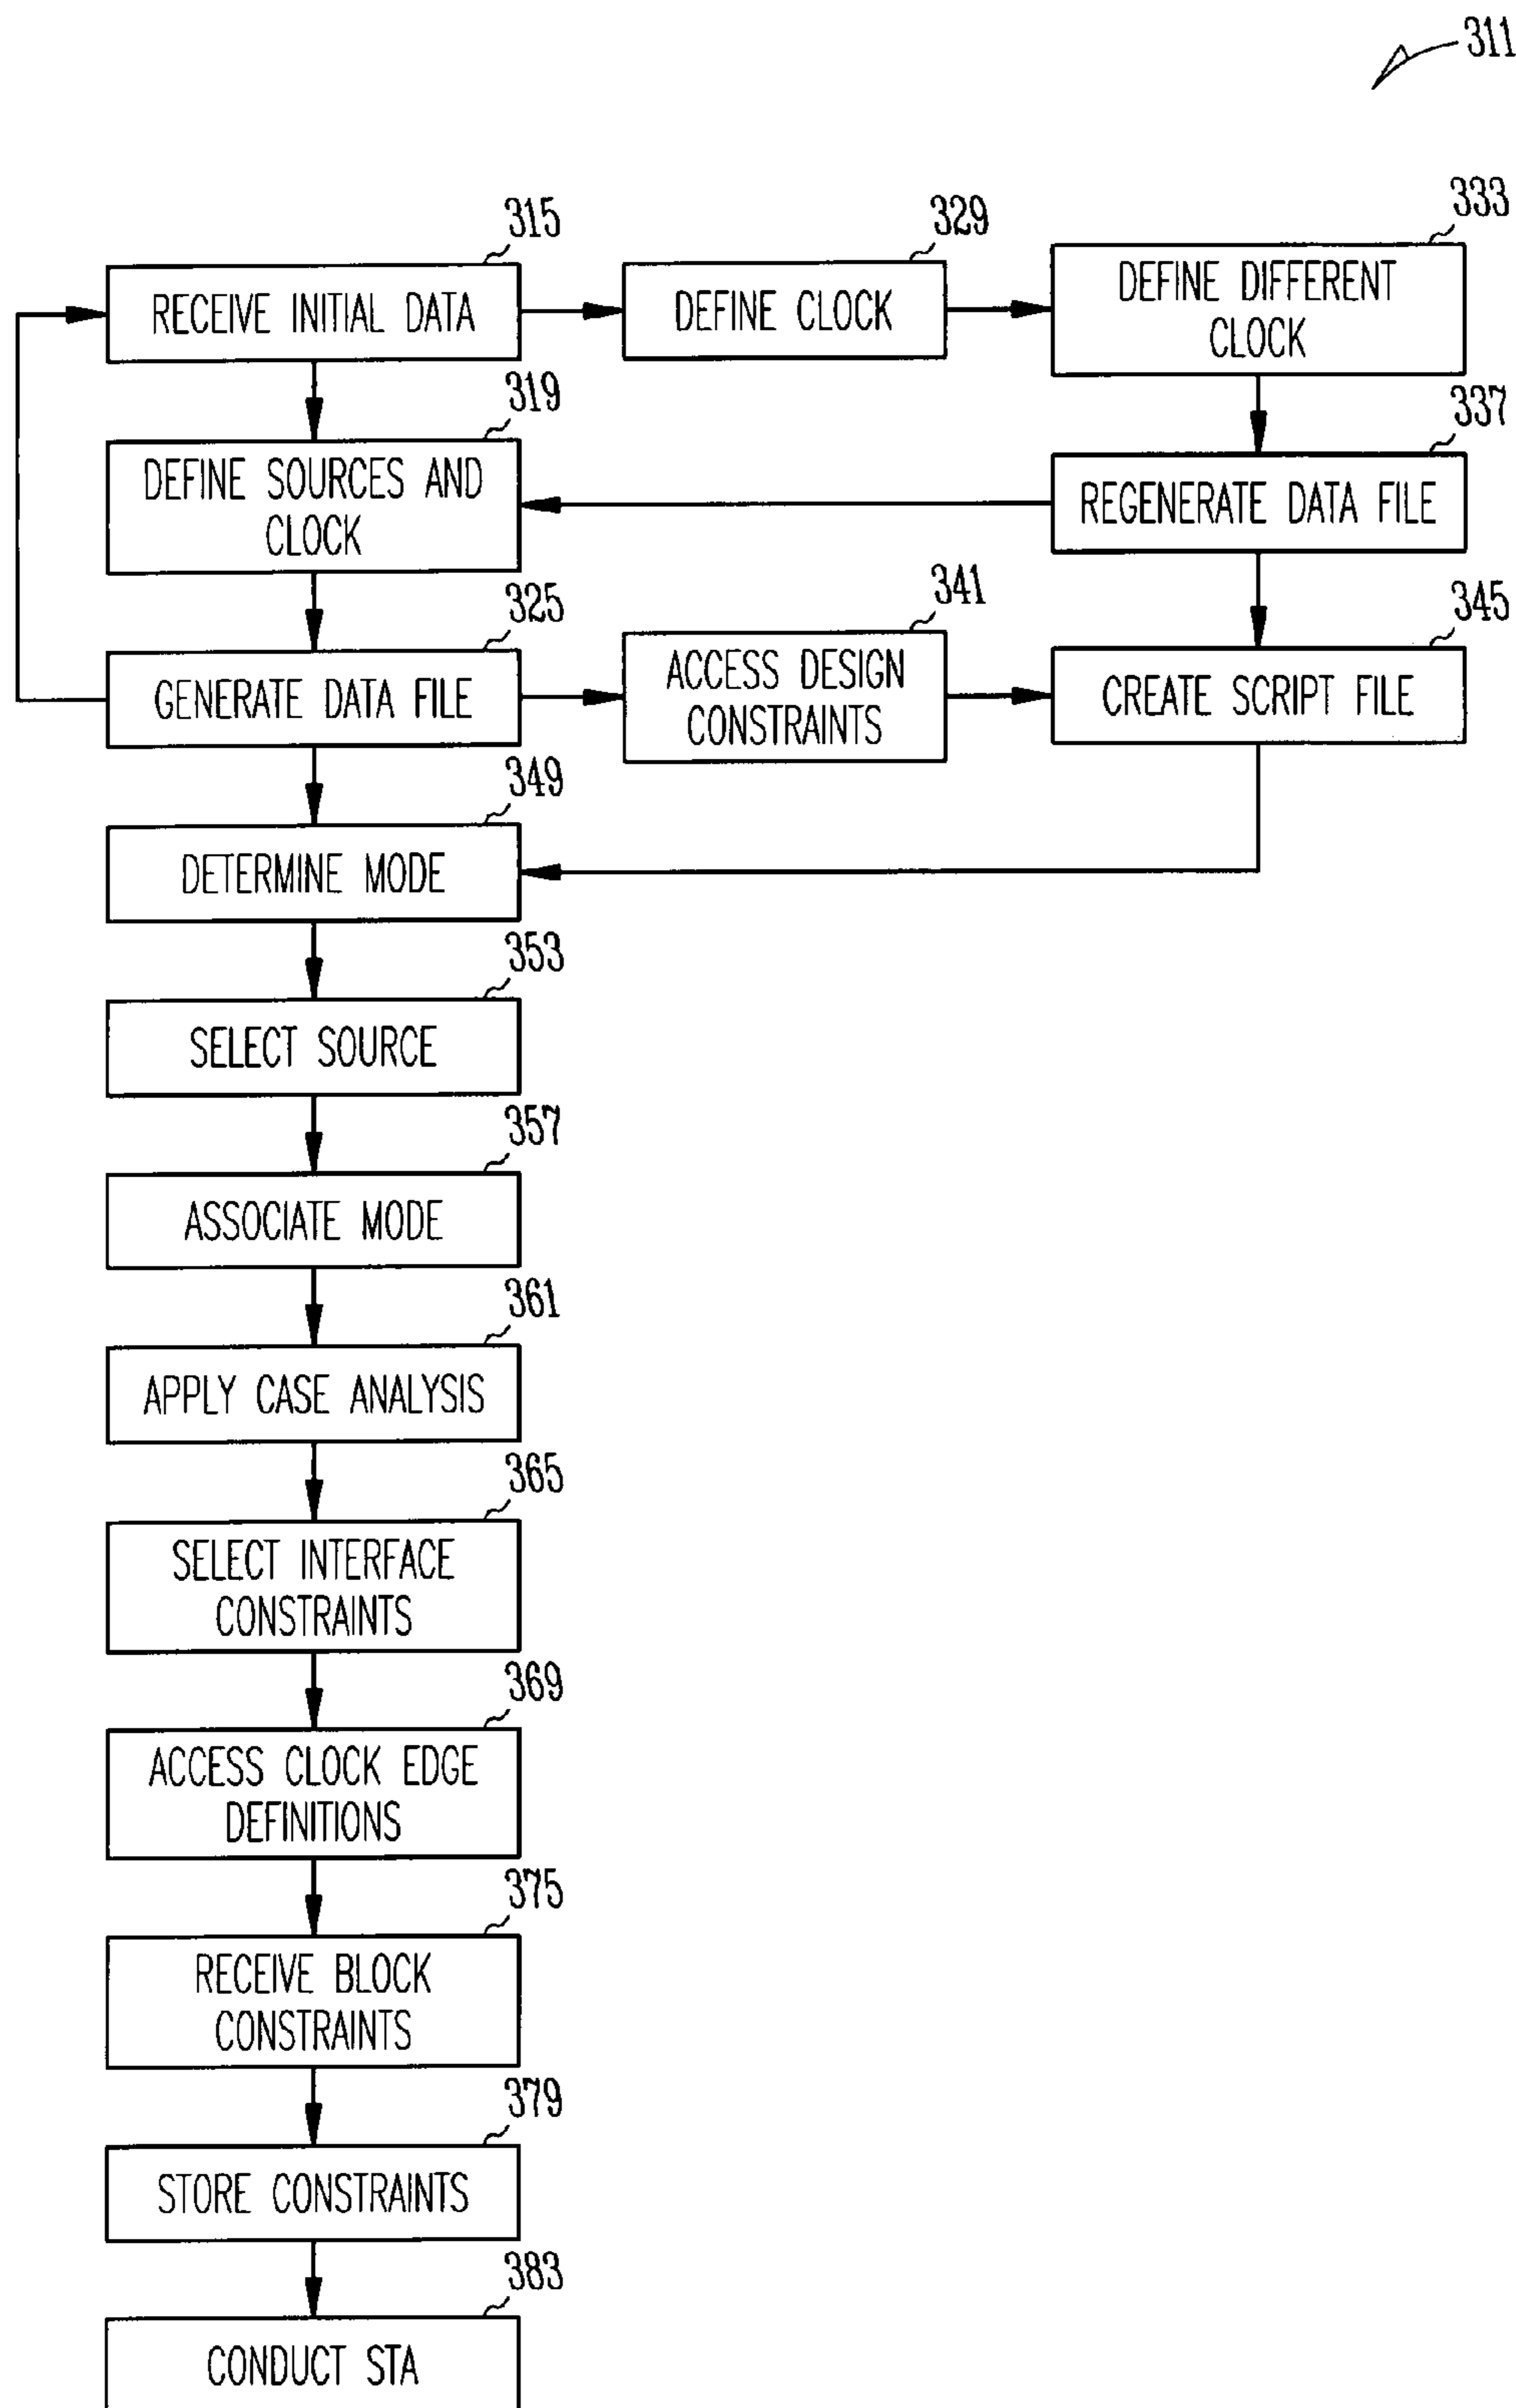 311
315
RECEIVE INITIAL DATA
329
DEFINE CLOCK
333
DEFINE DIFFERENT
CLOCK
319
DEFINE SOURCES AND
CLOCK
337
REGENERATE DATA FILE
325
GENERATE DATA FILE
341
ACCESS DESIGN
CONSTRAINTS
345
CREATE SCRIPT FILE
349
DETERMINE MODE
353
SELECT SOURCE
357
ASSOCIATE MODE
361
APPLY CASE ANALYSIS
365
SELECT INTERFACE
CONSTRAINTS
369
ACCESS CLOCK EDGE
DEFINITIONS
375
RECEIVE BLOCK
CONSTRAINTS
379
STORE CONSTRAINTS
383
CONDUCT STA